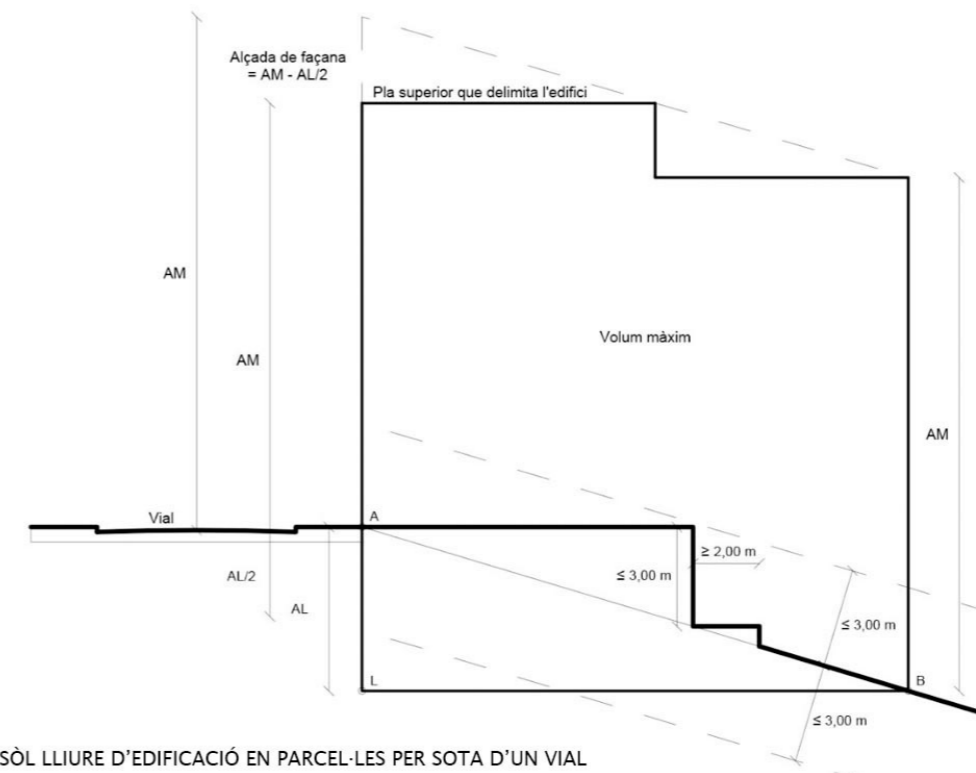 Alçada de façana
= AM - AL/2
Pla superior que delimita l'edifici
AM
AM
Volum màxim
AM
Vial
A
≥ 2,00 m
≤ 3,00 m
AL/2
AL
≤ 3,00 m
L
B
≤ 3,00 m
SÒL LLIURE D'EDIFICACIÓ EN PARCEL·LES PER SOTA D'UN VIAL